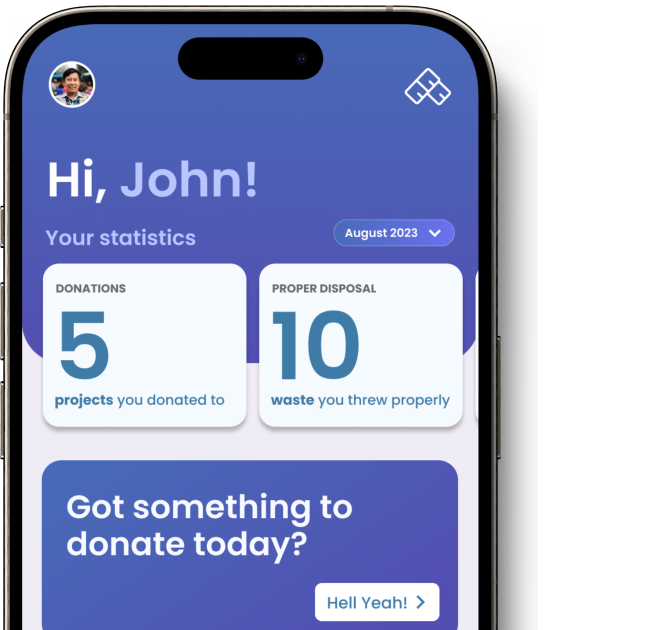 Hi, John!
Your statistics
August 2023
DONATIONS
5
projects you donated to
PROPER DISPOSAL
10
waste you threw properly
Got something to
donate today?
Hell Yeah!